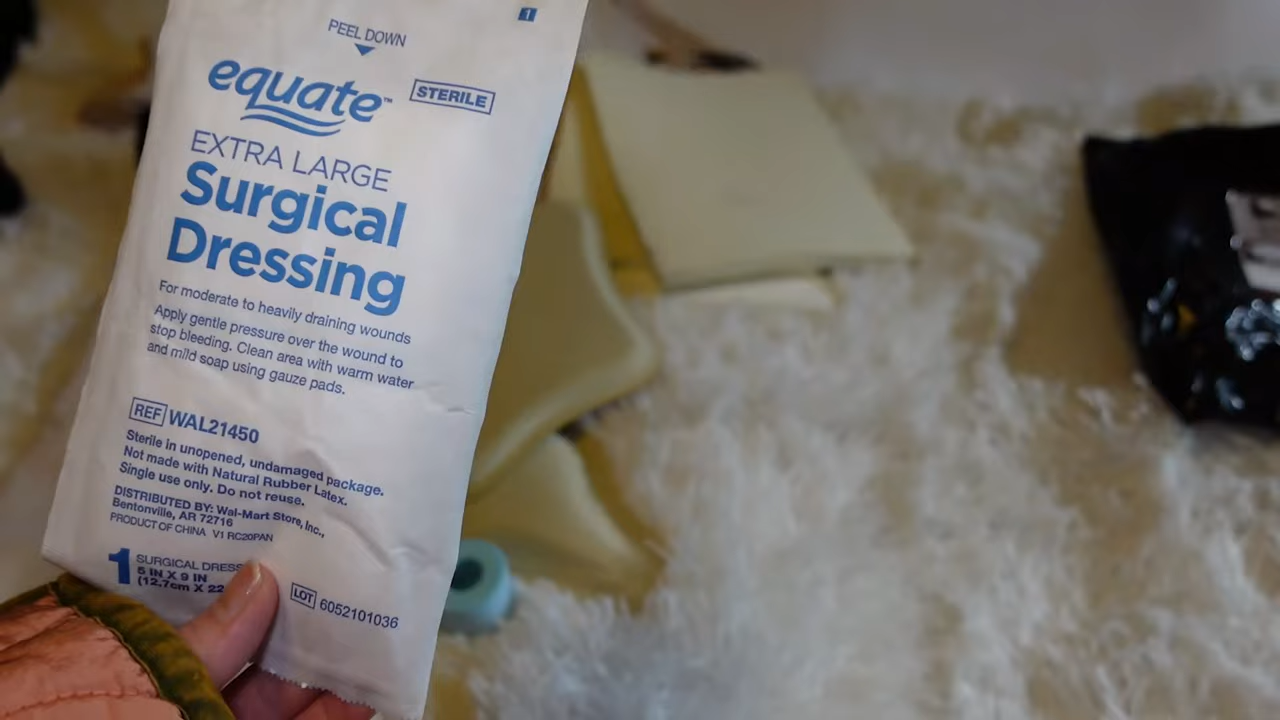 1
PEEL DOWN
equate™
STERILE
EXTRA LARGE
Surgical
Dressing
For moderate to heavily draining wounds
Apply gentle pressure over the wound to
stop bleeding. Clean area with warm water
and mild soap using gauze pads.
REF WAL21450
Sterile in unopened, undamaged package.
Not made with Natural Rubber Latex.
Single use only. Do not reuse.
DISTRIBUTED BY: Wal-Mart Store, Inc.,
Bentonville, AR 72716
PRODUCT OF CHINA V1 RC20PAN
1 SURGICAL DRESS
5 IN X 9 IN
(12.7cm X 22
LOT 6052101036